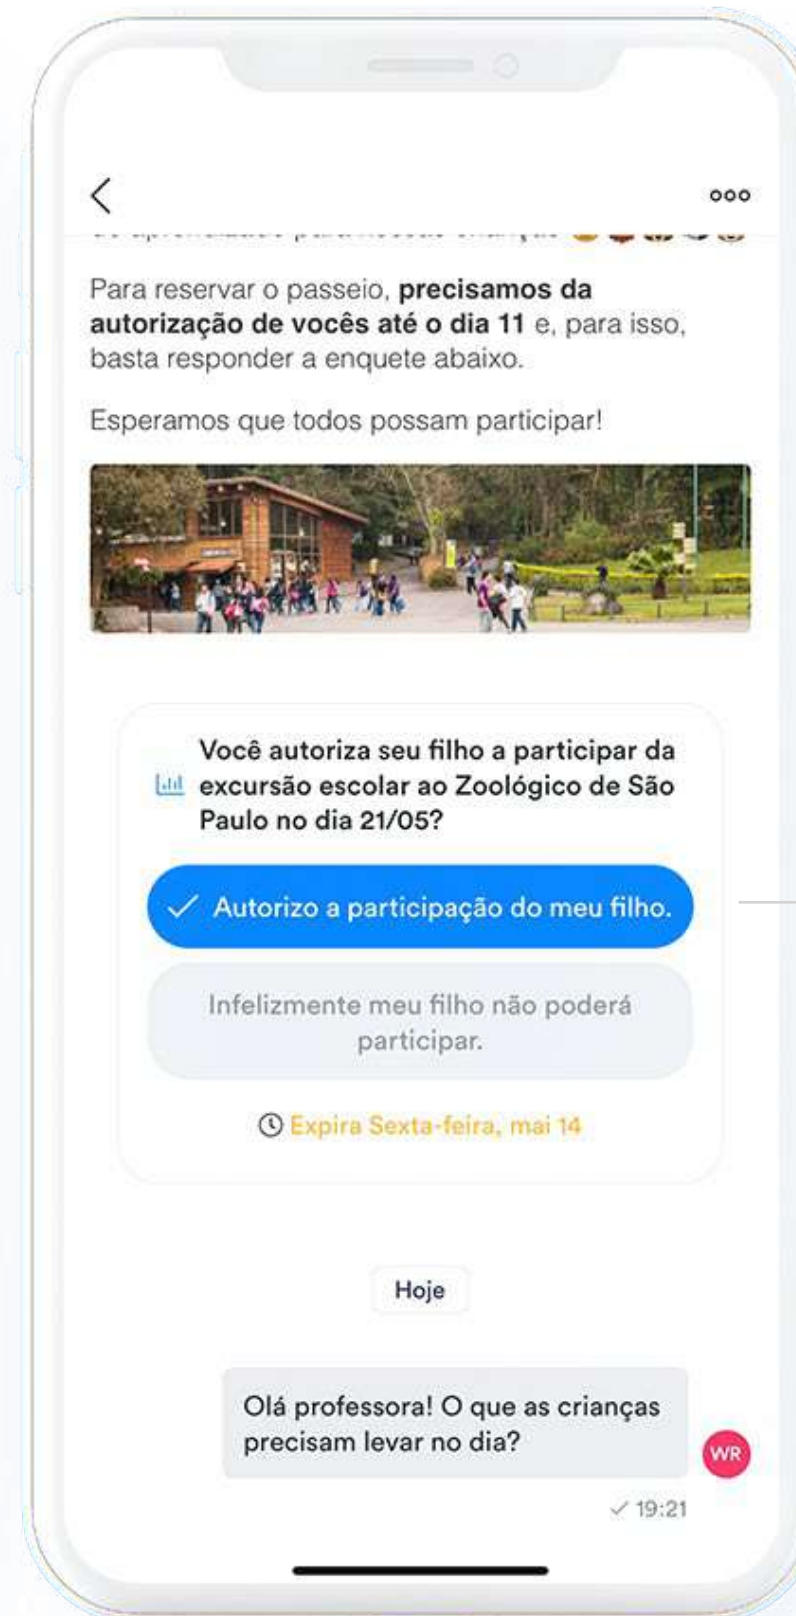 Para reservar o passeio, precisamos da
autorização de vocês até o dia 11 e, para isso,
basta responder a enquete abaixo.
Esperamos que todos possam participar!
Você autoriza seu filho a participar da
excursão escolar ao Zoológico de São
Paulo no dia 21/05?
Autorizo a participação do meu filho.
Infelizmente meu filho não poderá
participar.
Expira Sexta-feira, mai 14
Hoje
Olá professora! O que as crianças
precisam levar no dia?
WR
19:21